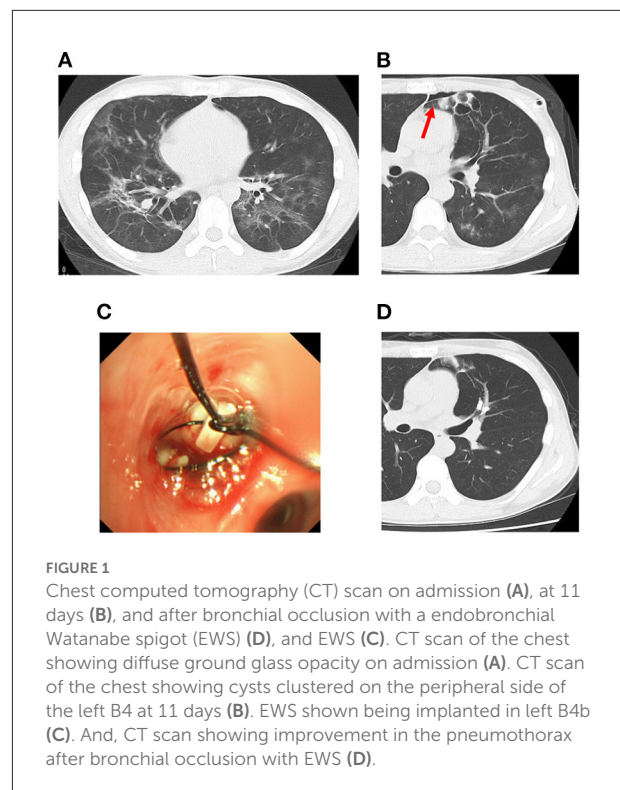 A
B
C
D
FIGURE 1
Chest computed tomography (CT) scan on admission (A), at 11
days (B), and after bronchial occlusion with a endobronchial
Watanabe spigot (EWS) (D), and EWS (C). CT scan of the chest
showing diffuse ground glass opacity on admission (A). CT scan
of the chest showing cysts clustered on the peripheral side of
the left B4 at 11 days (B). EWS shown being implanted in left B4b
(C). And, CT scan showing improvement in the pneumothorax
after bronchial occlusion with EWS (D).